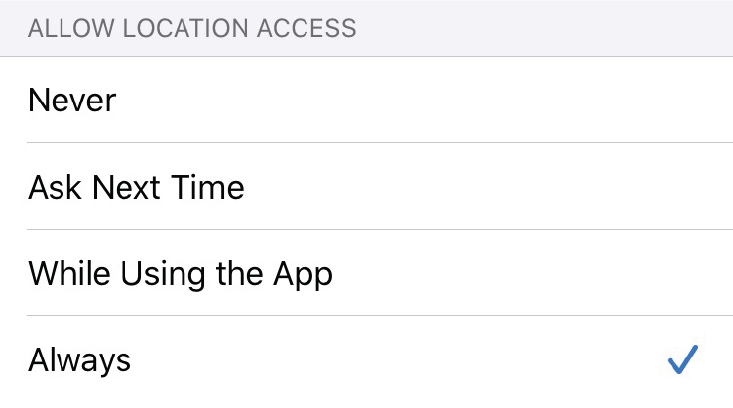 ALLOW LOCATION ACCESS
Never
Ask Next Time
While Using the App
Always